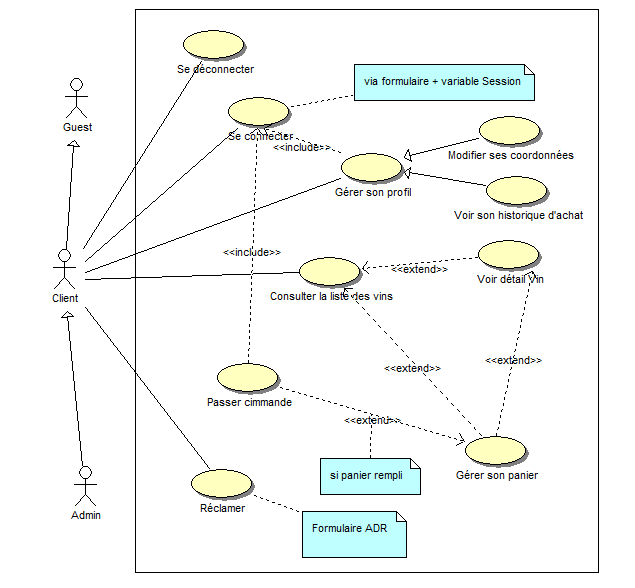 Se déconnecter
via formulaire + variable Session
Guest
Se connecter
<<include>>
Modifier ses coordonnées
Gérer son profil
Voir son historique d'achat
<<include>>
Client
<<extend>>
Voir détail Vin
Consulter la liste des vins
<<extend>>
<<extend>>
Passer cimmande
<<extend>>
si panier rempli
Gérer son panier
Réclamer
Admin
Formulaire ADR